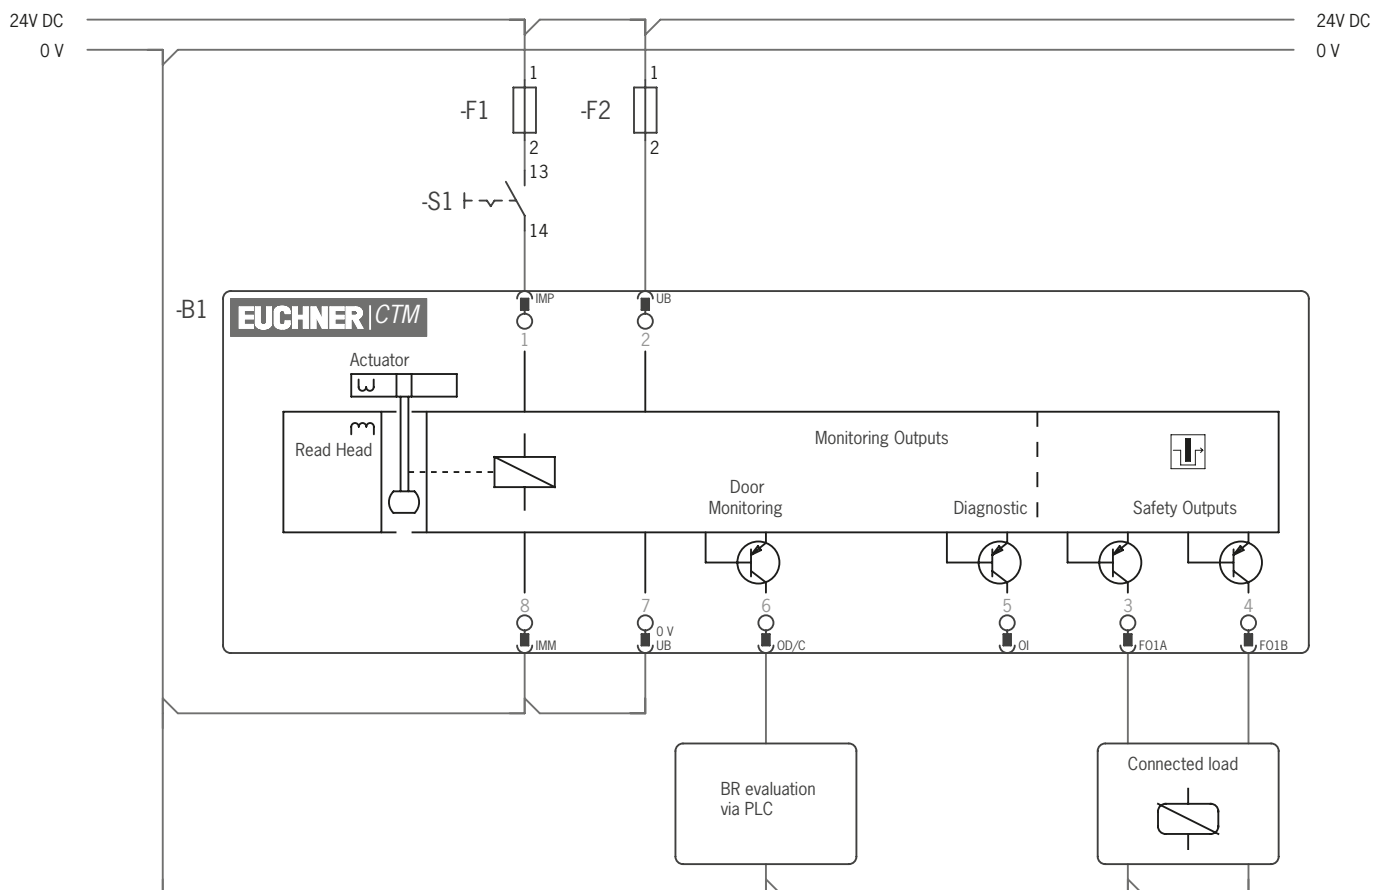 24V DC
24V DC
0 V
0 V
1
1
-F1
-F2
2
2
13
-S1
14
-B1
EUCHNER
CTM
IMP
UB
1
2
Actuator
Read Head
Monitoring Outputs
Door
Monitoring
Diagnostic
Safety Outputs
8
7
6
5
3
4
0 V
IMM
UB
OD/C
OI
FO1A
FO1B
BR evaluation
via PLC
Connected load